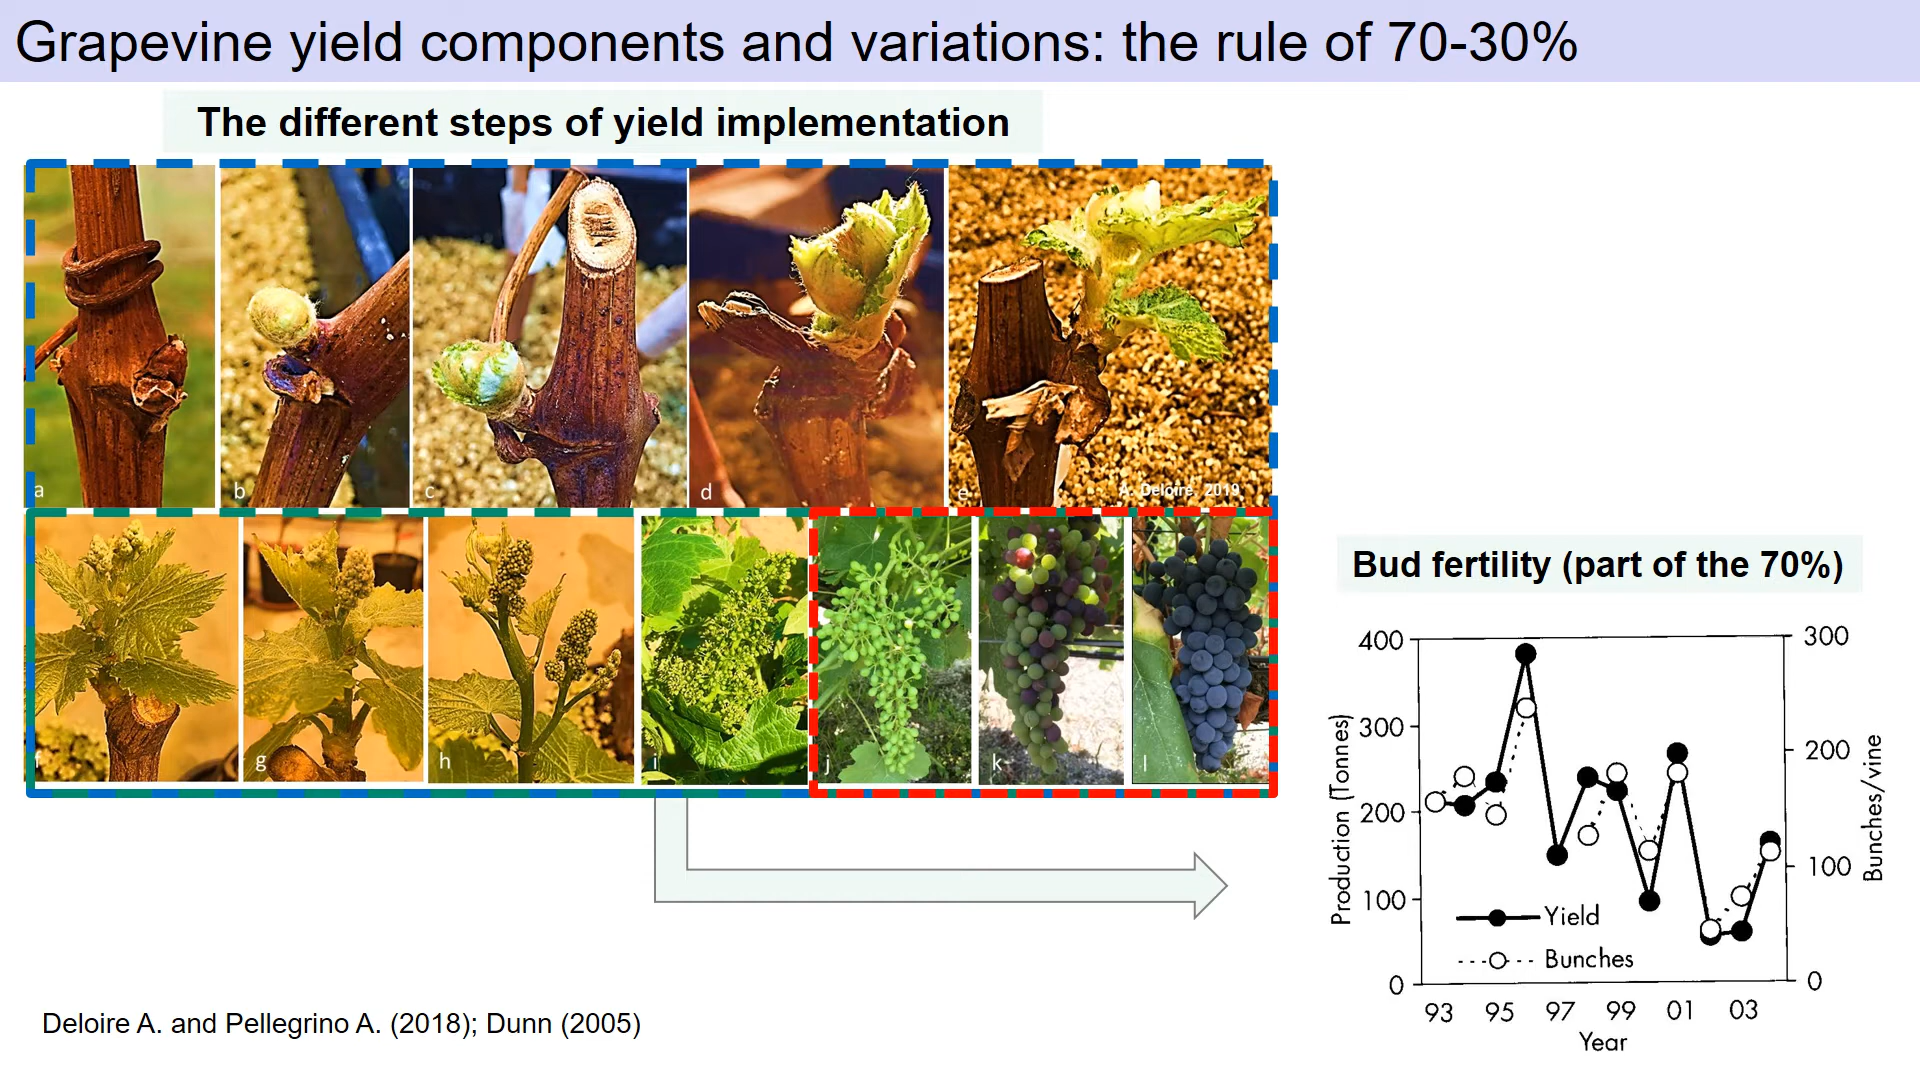 Grapevine yield components and variations: the rule of 70-30%
The different steps of yield implementation
a
b
c
d
e
A. Deloire, 2019
f
g
h
i
j
k
l
Bud fertility (part of the 70%)
400
300
200
100
0
Production (Tonnes)
300
200
100
0
Bunches/vine
Yield
Bunches
93 95 97 99 01 03
Year
Deloire A. and Pellegrino A. (2018); Dunn (2005)